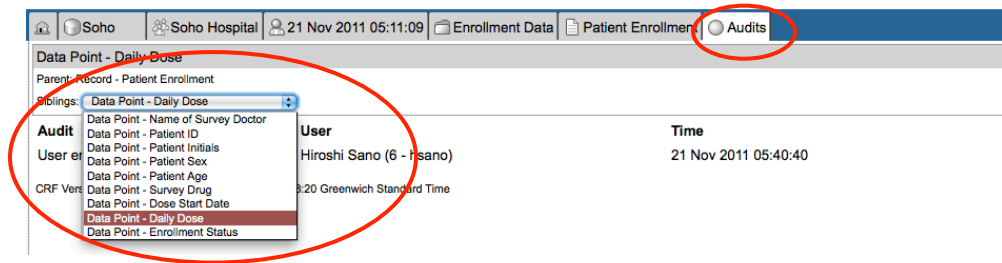 Soho Soho Hospital 21 Nov 2011 05:11:09 Enrollment Data Patient Enrollment Audits
Data Point - Daily Dose
Parent: Record - Patient Enrollment
Siblings: Data Point - Daily Dose
Audit User Time
Data Point - Name of Survey Doctor
Data Point - Patient ID
User Hiroshi Sano (6 - hsano) 21 Nov 2011 05:40:40
Data Point - Patient Initials
Data Point - Patient Sex
Data Point - Patient Age
CRF :20 Greenwich Standard Time
Data Point - Survey Drug
Data Point - Dose Start Date
Data Point - Daily Dose
Data Point - Enrollment Status